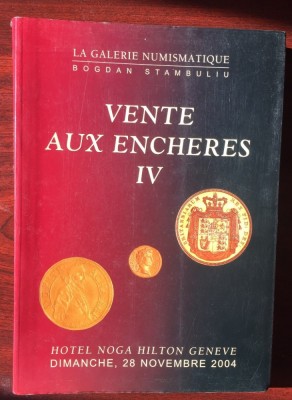 LA GALERIE NUMISMATIQUE
BOGDAN STAMBULIU
VENTE
AUX ENCHERES
IV
HOTEL NOGA HILTON GENEVE
DIMANCHE, 28 NOVEMBRE 2004